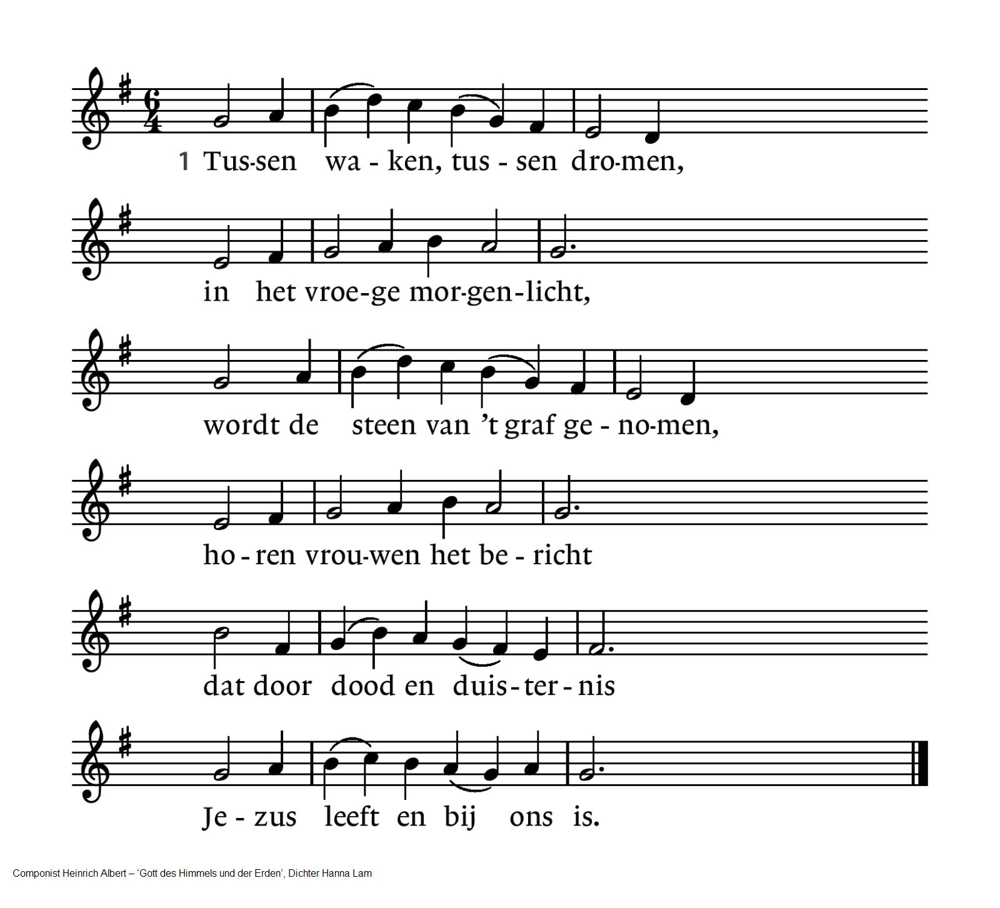 6
4
1 Tus-sen wa - ken, tus - sen dro-men,
in het vroe-ge mor-gen-licht,
wordt de steen van ’t graf ge - no-men,
ho - ren vrou-wen het be - richt
dat door dood en duis-ter - nis
Je - zus leeft en bij ons is.
Componist Heinrich Albert – ‘Gott des Himmels und der Erden’, Dichter Hanna Lam